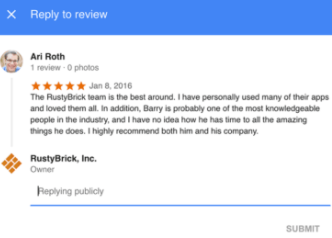 Reply to review
Ari Roth
1 review · 0 photos
Jan 8, 2016
The RustyBrick team is the best around. I have personally used many of their apps
and loved them all. In addition, Barry is probably one of the most knowledgeable
people in the industry, and I have no idea how he has time to all the amazing
things he does. I highly recommend both him and his company.
RustyBrick, Inc.
Owner
Replying publicly
SUBMIT